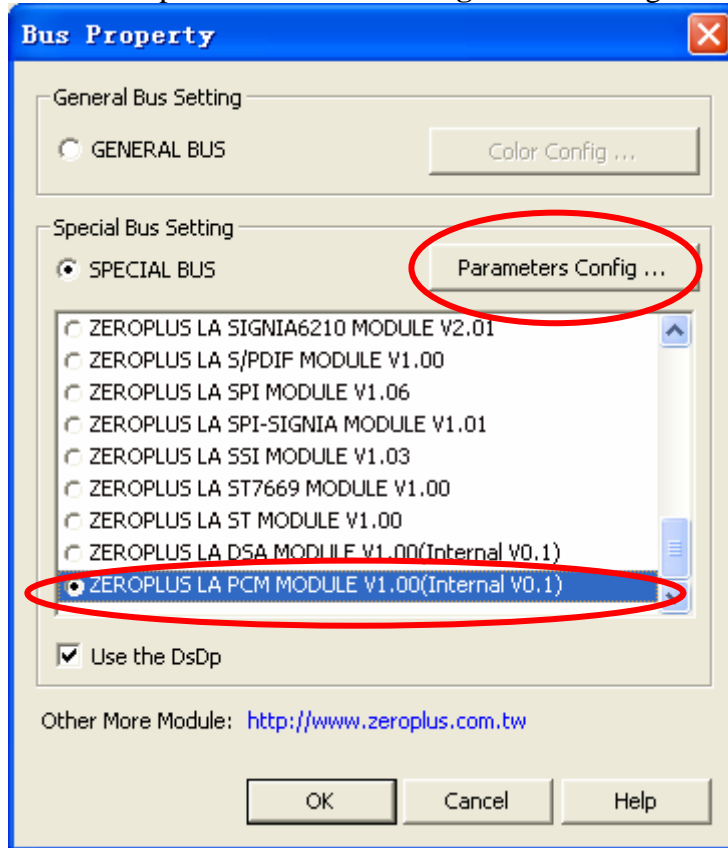 Bus Property
General Bus Setting
GENERAL BUS
Color Config ...
Special Bus Setting
SPECIAL BUS
Parameters Config ...
ZEROPLUS LA SIGNIA6210 MODULE V2.01
ZEROPLUS LA S/PDIF MODULE V1.00
ZEROPLUS LA SPI MODULE V1.06
ZEROPLUS LA SPI-SIGNIA MODULE V1.01
ZEROPLUS LA SSI MODULE V1.03
ZEROPLUS LA ST7669 MODULE V1.00
ZEROPLUS LA ST MODULE V1.00
ZEROPLUS LA DSA MODULE V1.00(Internal V0.1)
ZEROPLUS LA PCM MODULE V1.00(Internal V0.1)
Use the DsDp
Other More Module: http://www.zeroplus.com.tw
OK
Cancel
Help